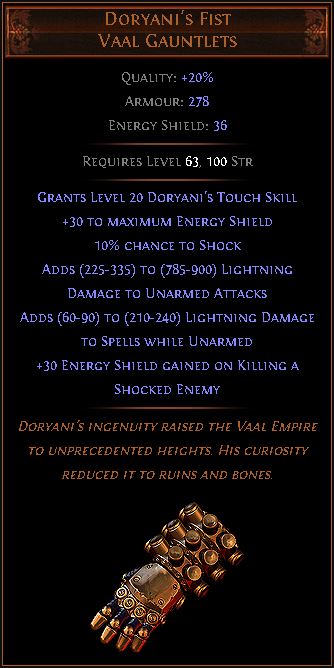 Doryani's Fist
Vaal Gauntlets
Quality: +20%
Armour: 278
Energy Shield: 36
Requires Level 63, 100 Str
Grants Level 20 Doryani's Touch Skill
+30 to maximum Energy Shield
10% chance to Shock
Adds (225-335) to (785-900) Lightning
Damage to Unarmed Attacks
Adds (60-90) to (210-240) Lightning Damage
to Spells while Unarmed
+30 Energy Shield gained on Killing a
Shocked Enemy
Doryani's ingenuity raised the Vaal Empire
to unprecedented heights. His curiosity
reduced it to ruins and bones.